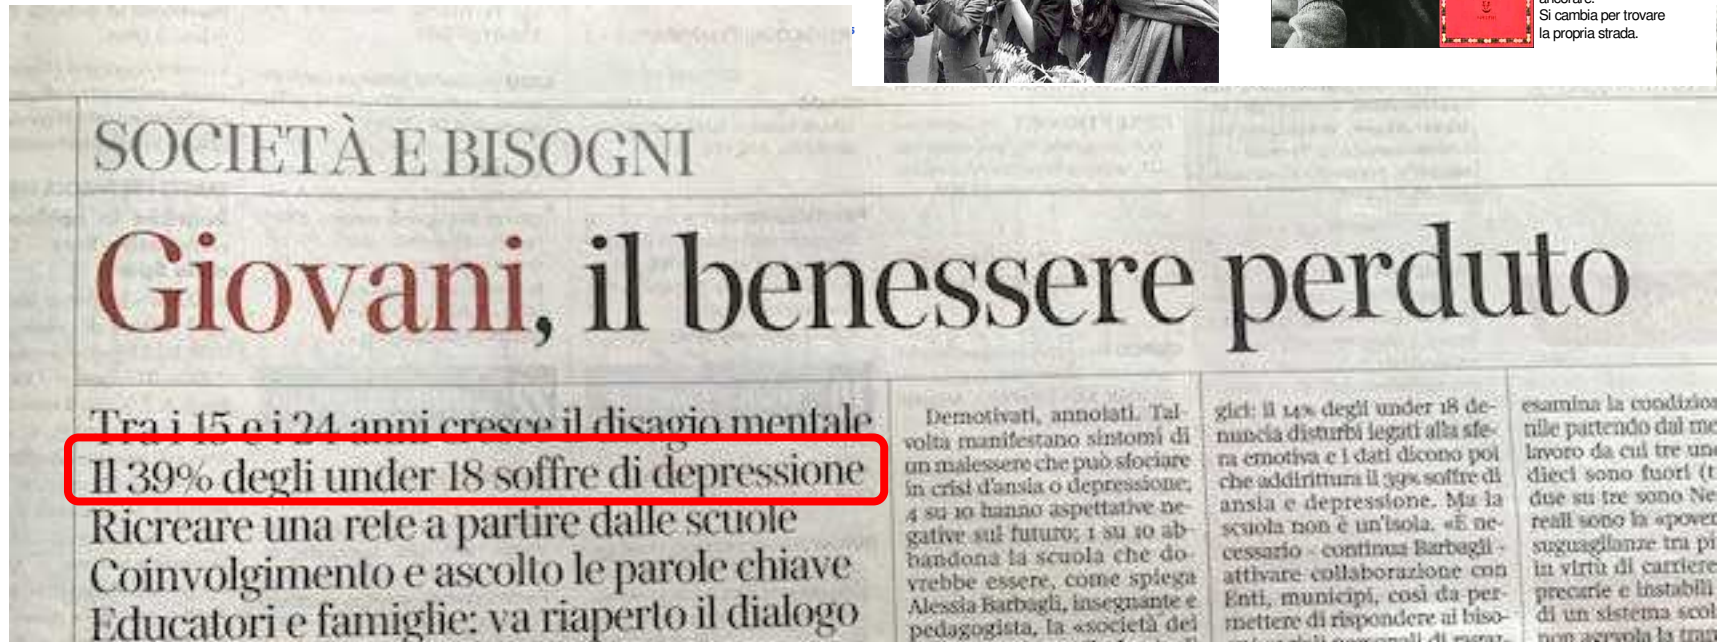 Si cambia per trovare
la propria strada.
SOCIETÀ E BISOGNI
Giovani, il benessere perduto
Tra i 15 e i 24 anni cresce il disagio mentale
Il 39% degli under 18 soffre di depressione
Ricreare una rete a partire dalle scuole
Coinvolgimento e ascolto le parole chiave
Educatori e famiglie: va riaperto il dialogo
Demotivati, annoiati. Tal-
volta manifestano sintomi di
un malessere che può sfociare
in crisi d'ansia o depressione;
4 su 10 hanno aspettative ne-
gative sul futuro; 1 su 10 ab-
bandona la scuola che do-
vrebbe essere, come spiega
Alessia Barbagli, insegnante e
pedagogista, la «società del
gici: il 14% degli under 18 de-
nuncia disturbi legati alla sfe-
ra emotiva e i dati dicono poi
che addirittura il 39% soffre di
ansia e depressione. Ma la
scuola non è un'isola. «È ne-
cessario - continua Barbagli -
attivare collaborazione con
Enti, municipi, così da per-
mettere di rispondere ai biso-
esamina la condizion
nile partendo dal me
lavoro da cui tre un
dieci sono fuori (t
due su tre sono Ne
reali sono la «pover
suguaglianze tra pi
in virtù di carriere
precarie e instabili
di un sistema scol